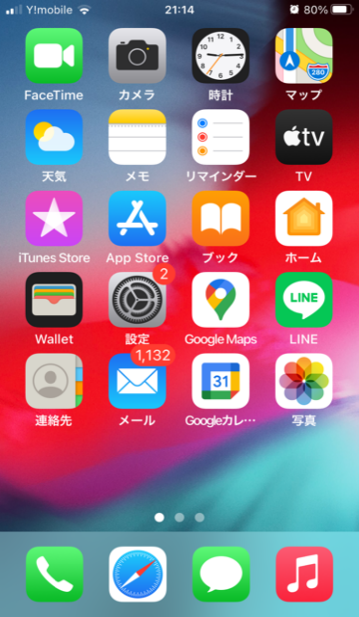 Y!mobile 21:14 80%
FaceTime カメラ 時計 マップ
280
天気 メモ リマインダー TV
tv
iTunes Store App Store ブック ホーム
2
LINE
Wallet 設定 Google Maps LINE
1,132
31
連絡先 メール Googleカレ… 写真